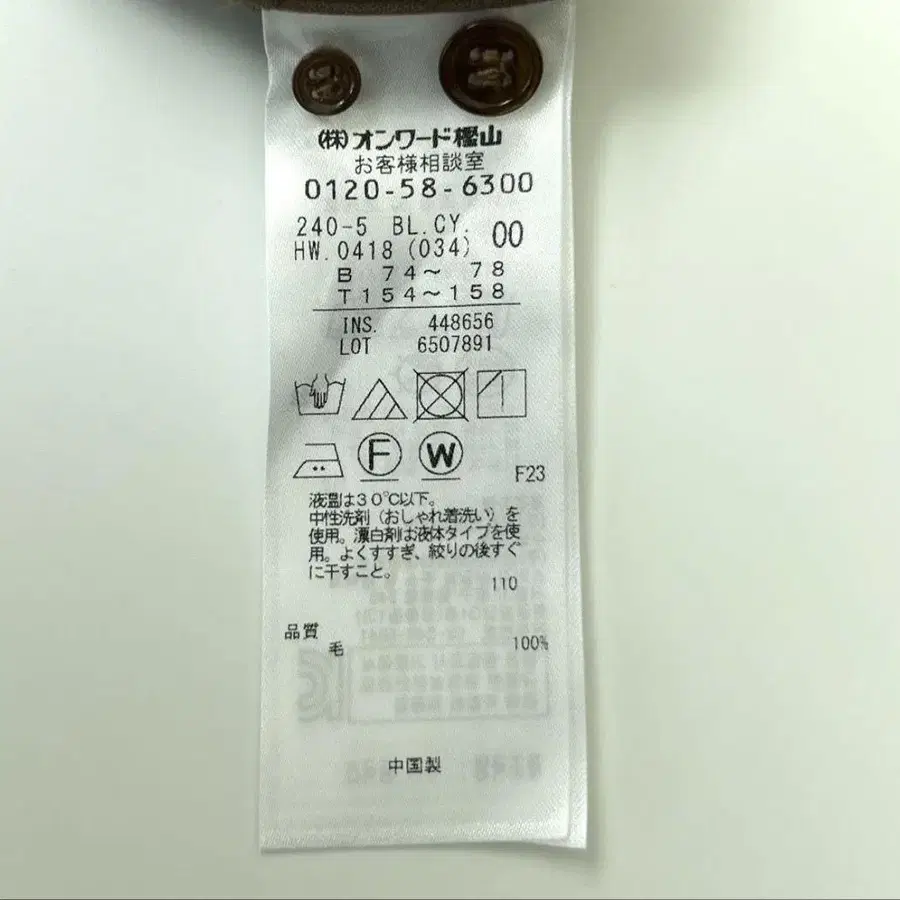 (株)オンワード樫山
お客様相談室
0120-58-6300
240-5 BL.CY.
HW.0418 (034) 00
B 74～ 78
T154～158
INS. 448656
LOT 6507891
F W
F23
液温は30℃以下。
中性洗剤（おしゃれ着洗い）を
使用。漂白剤は液体タイプを使
用。よくすすぎ、絞りの後すぐ
に干すこと。
110
品質
毛 100%
中国製